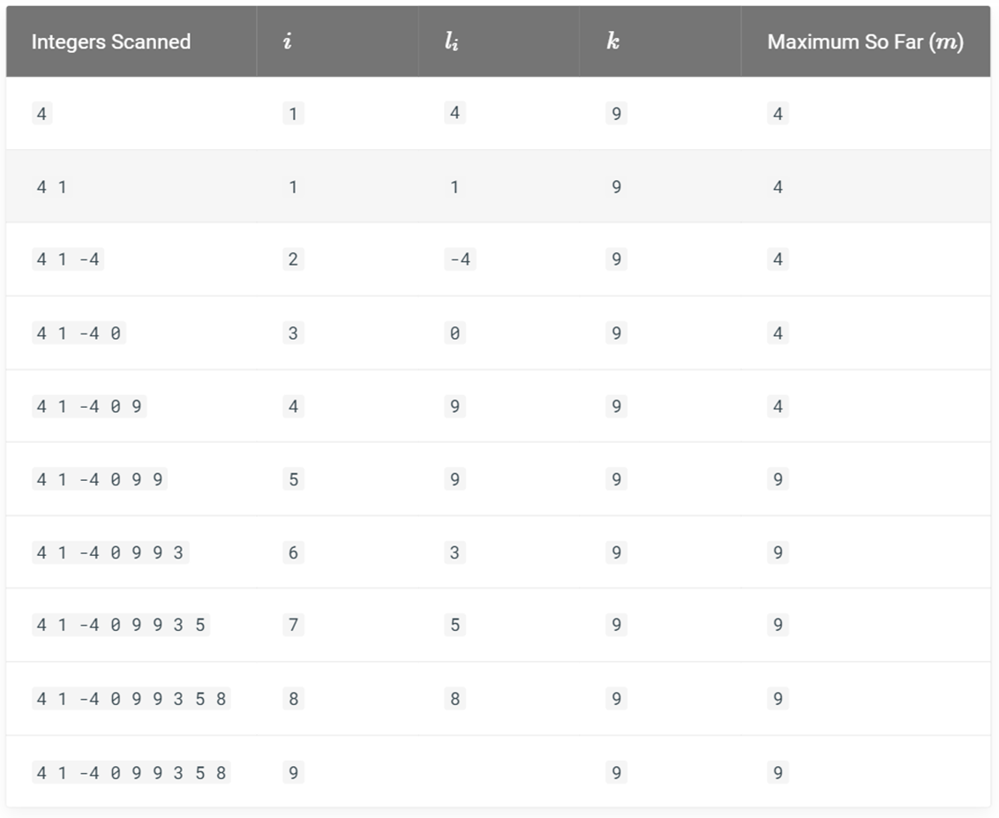 Integers Scanned i lᵢ k Maximum So Far (m)
4 1 4 9 4
4 1 1 1 9 4
4 1 -4 2 -4 9 4
4 1 -4 0 3 0 9 4
4 1 -4 0 9 4 9 9 4
4 1 -4 0 9 9 5 9 9 9
4 1 -4 0 9 9 3 6 3 9 9
4 1 -4 0 9 9 3 5 7 5 9 9
4 1 -4 0 9 9 3 5 8 8 8 9 9
4 1 -4 0 9 9 3 5 8 9 9 9